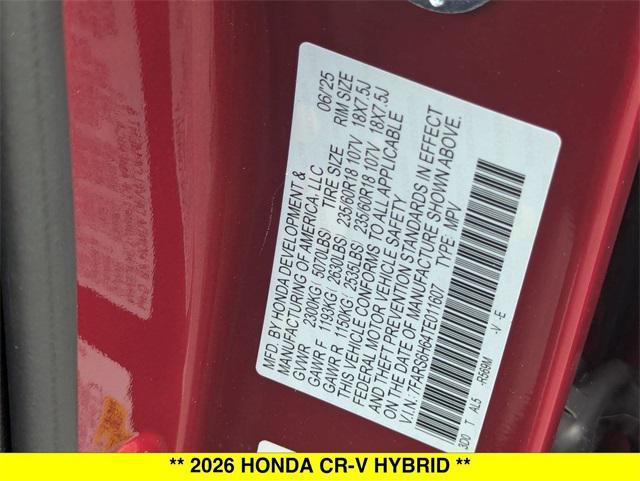 MFD. BY HONDA DEVELOPMENT &
MANUFACTURING OF AMERICA, LLC 06/25
GVWR 2300KG( 5070LBS) TIRE SIZE RIM SIZE
GAWR F 1193KG( 2630LBS) 235/60R18 107V 18X7.5J
GAWR R 1150KG( 2535LBS) 235/60R18 107V 18X7.5J
THIS VEHICLE CONFORMS TO ALL APPLICABLE
FEDERAL MOTOR VEHICLE SAFETY
AND THEFT PREVENTION STANDARDS IN EFFECT
ON THE DATE OF MANUFACTURE SHOWN ABOVE.
V.I.N: 7FARS6H64TE011607 TYPE: MPV
3D0 T AL5 -R569M -V -E
** 2026 HONDA CR-V HYBRID **